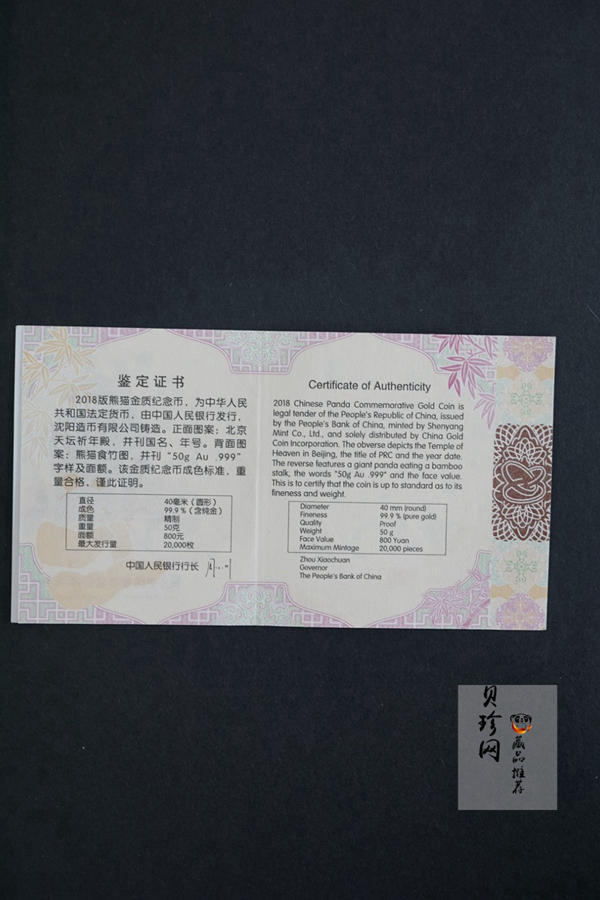 鉴定证书
2018版熊猫金质纪念币，为中华人民
共和国法定货币，由中国人民银行发行，
沈阳造币有限公司铸造。正面图案：北京
天坛祈年殿，并刊国名、年号。背面图
案：熊猫食竹图，并刊“50g Au .999”
字样及面额。该金质纪念币成色标准，重
量合格，谨此证明。
直径 40毫米（圆形）
成色 99.9%（含纯金）
质量 精制
重量 50克
面额 800元
最大发行量 20,000枚
中国人民银行行长
Certificate of Authenticity
2018 Chinese Panda Commemorative Gold Coin is
legal tender of the People's Republic of China, issued
by the People's Bank of China, minted by Shenyang
Mint Co., Ltd., and solely distributed by China Gold
Coin Incorporation. The obverse depicts the Temple of
Heaven in Beijing, the title of PRC and the year date.
The reverse features a giant panda eating a bamboo
stalk, the words "50g Au .999" and the face value.
This is to certify that the coin is up to standard as to its
fineness and weight.
Diameter 40 mm (round)
Fineness 99.9 % (pure gold)
Quality Proof
Weight 50 g
Face Value 800 Yuan
Maximum Mintage 20,000 pieces
Zhou Xiaochuan
Governor
The People's Bank of China
贝珍网
藏品推荐